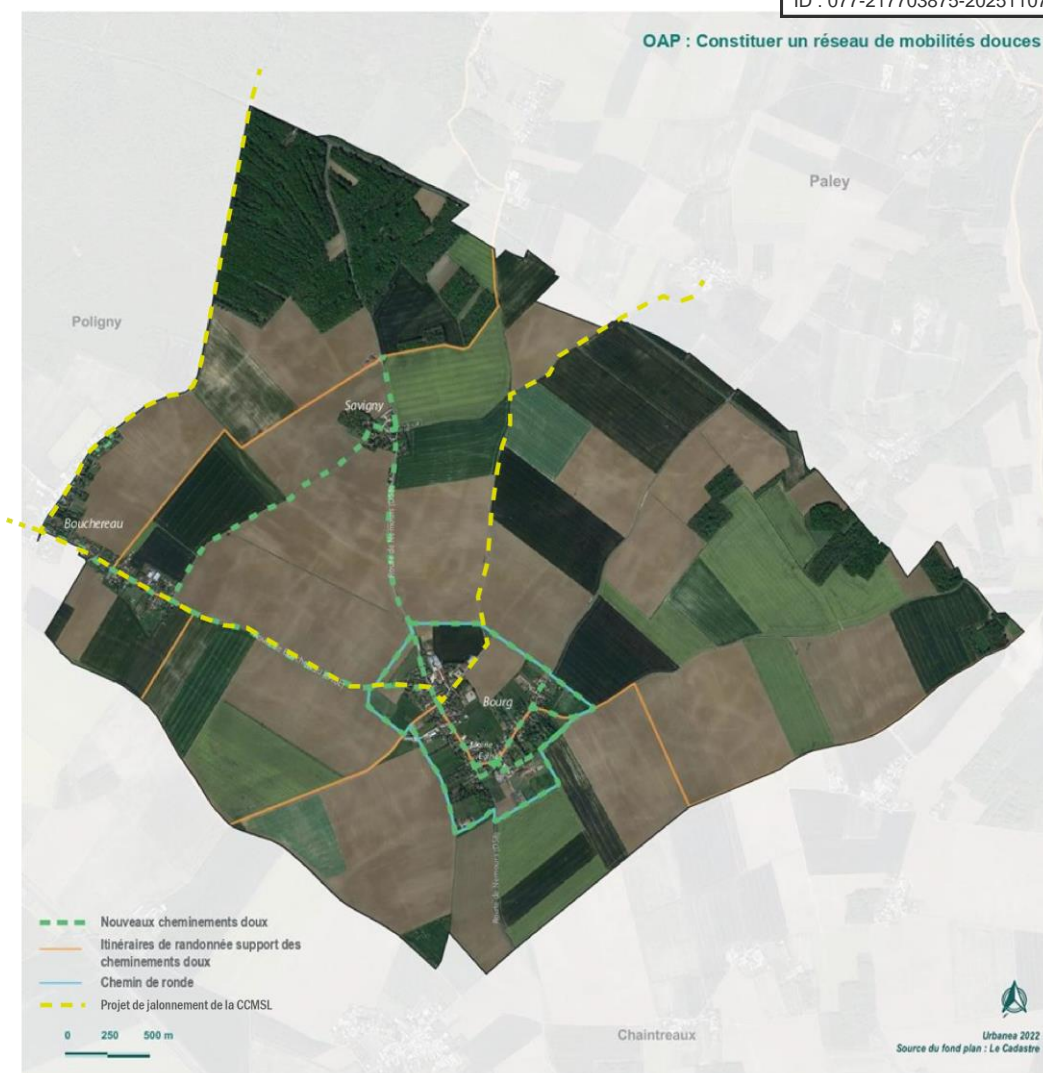 ID : 077-217703875-20251107
OAP : Constituer un réseau de mobilités douces
Paley
Poligny
Savigny
Bouchereau
Bourg
Nouveaux cheminements doux
Itinéraires de randonnée support des
cheminements doux
Chemin de ronde
Projet de jalonnement de la CCMSL
0 250 500 m
Chaintreaux
Urbanea 2022
Source du fond plan : Le Cadastre